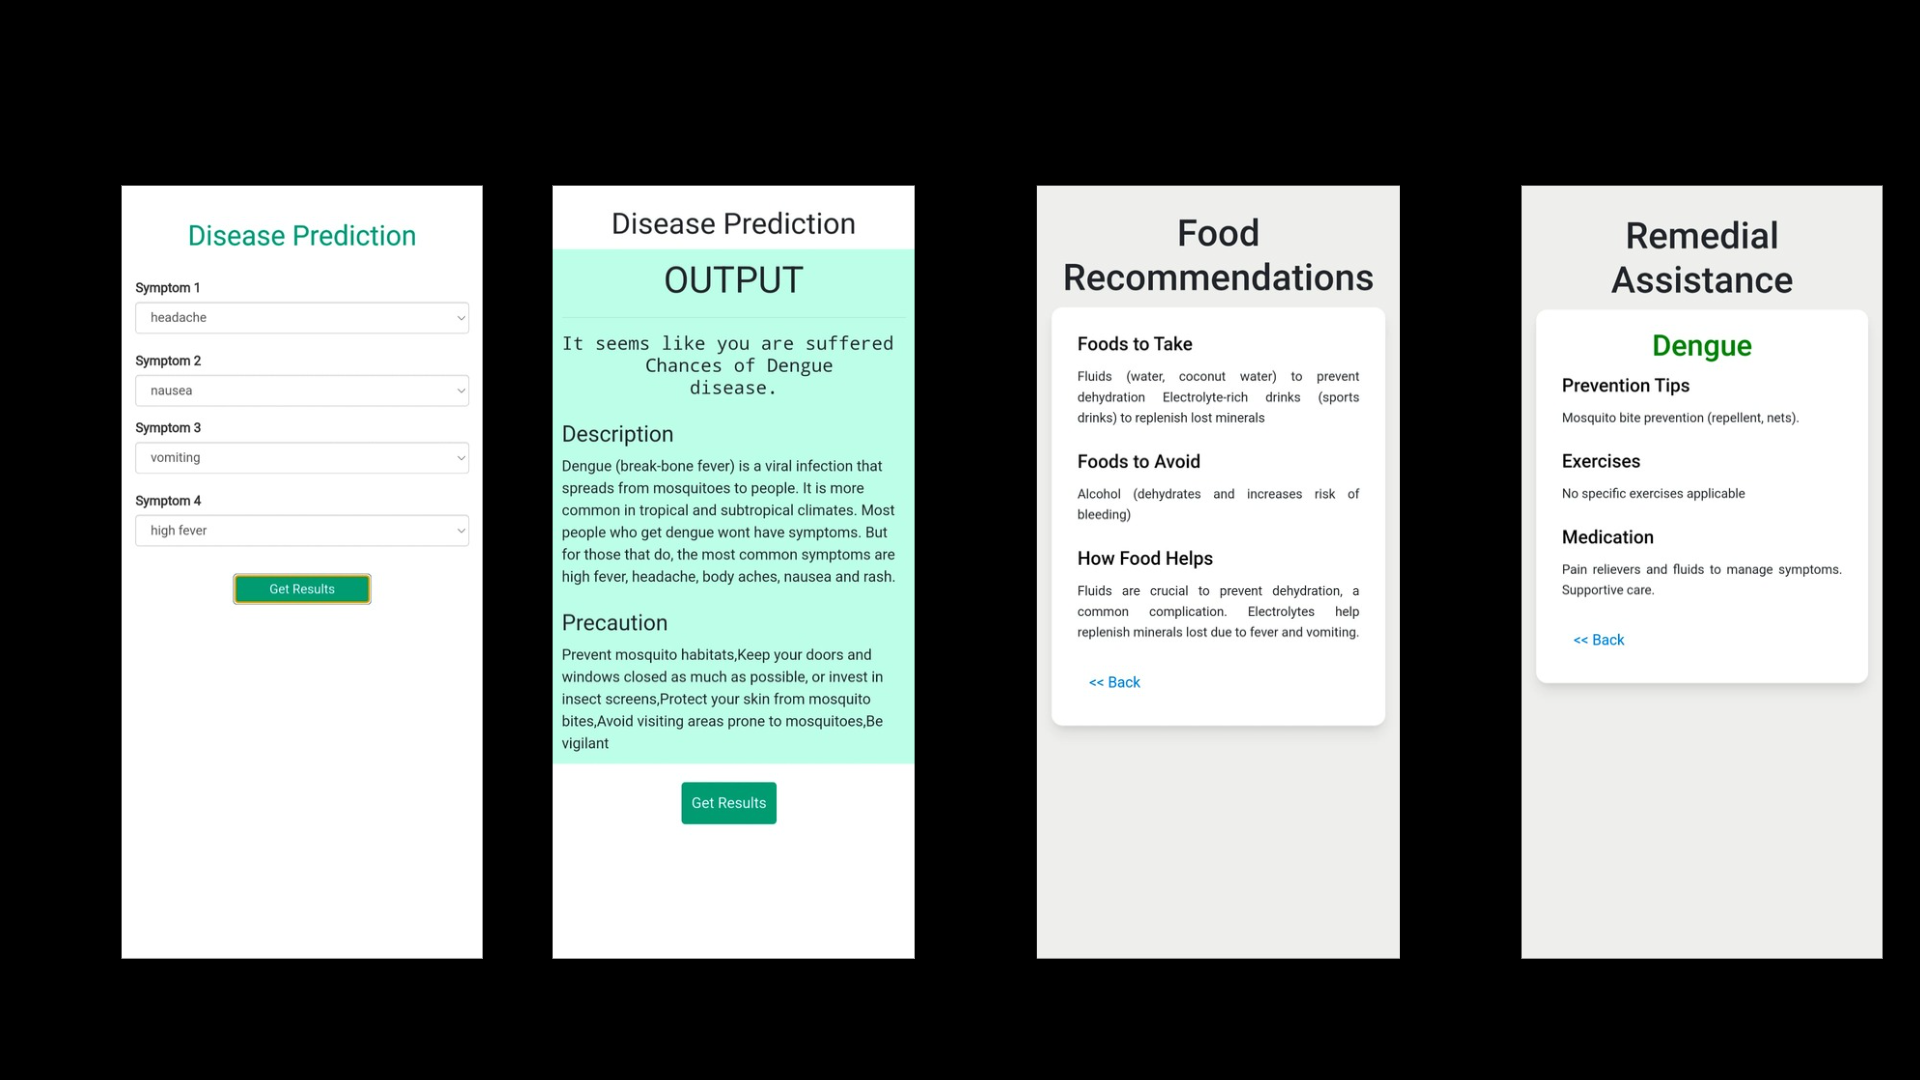 Disease Prediction
Symptom 1
headache
Symptom 2
nausea
Symptom 3
vomiting
Symptom 4
high fever
Get Results
Disease Prediction
OUTPUT
It seems like you are suffered
Chances of Dengue
disease.
Description
Dengue (break-bone fever) is a viral infection that
spreads from mosquitoes to people. It is more
common in tropical and subtropical climates. Most
people who get dengue wont have symptoms. But
for those that do, the most common symptoms are
high fever, headache, body aches, nausea and rash.
Precaution
Prevent mosquito habitats,Keep your doors and
windows closed as much as possible, or invest in
insect screens,Protect your skin from mosquito
bites,Avoid visiting areas prone to mosquitoes,Be
vigilant
Get Results
Food
Recommendations
Foods to Take
Fluids (water, coconut water) to prevent
dehydration Electrolyte-rich drinks (sports
drinks) to replenish lost minerals
Foods to Avoid
Alcohol (dehydrates and increases risk of
bleeding)
How Food Helps
Fluids are crucial to prevent dehydration, a
common complication. Electrolytes help
replenish minerals lost due to fever and vomiting.
<< Back
Remedial
Assistance
Dengue
Prevention Tips
Mosquito bite prevention (repellent, nets).
Exercises
No specific exercises applicable
Medication
Pain relievers and fluids to manage symptoms.
Supportive care.
<< Back